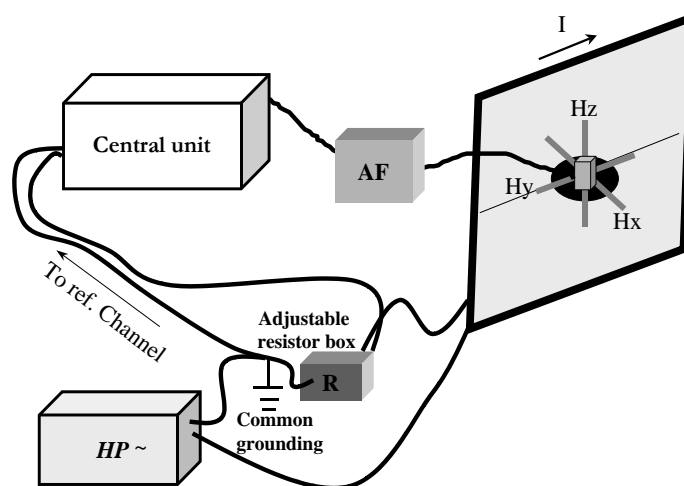 I
Hz
Central unit
AF
Hy
Hx
To ref. Channel
Adjustable
resistor box
R
Common
grounding
HP ~